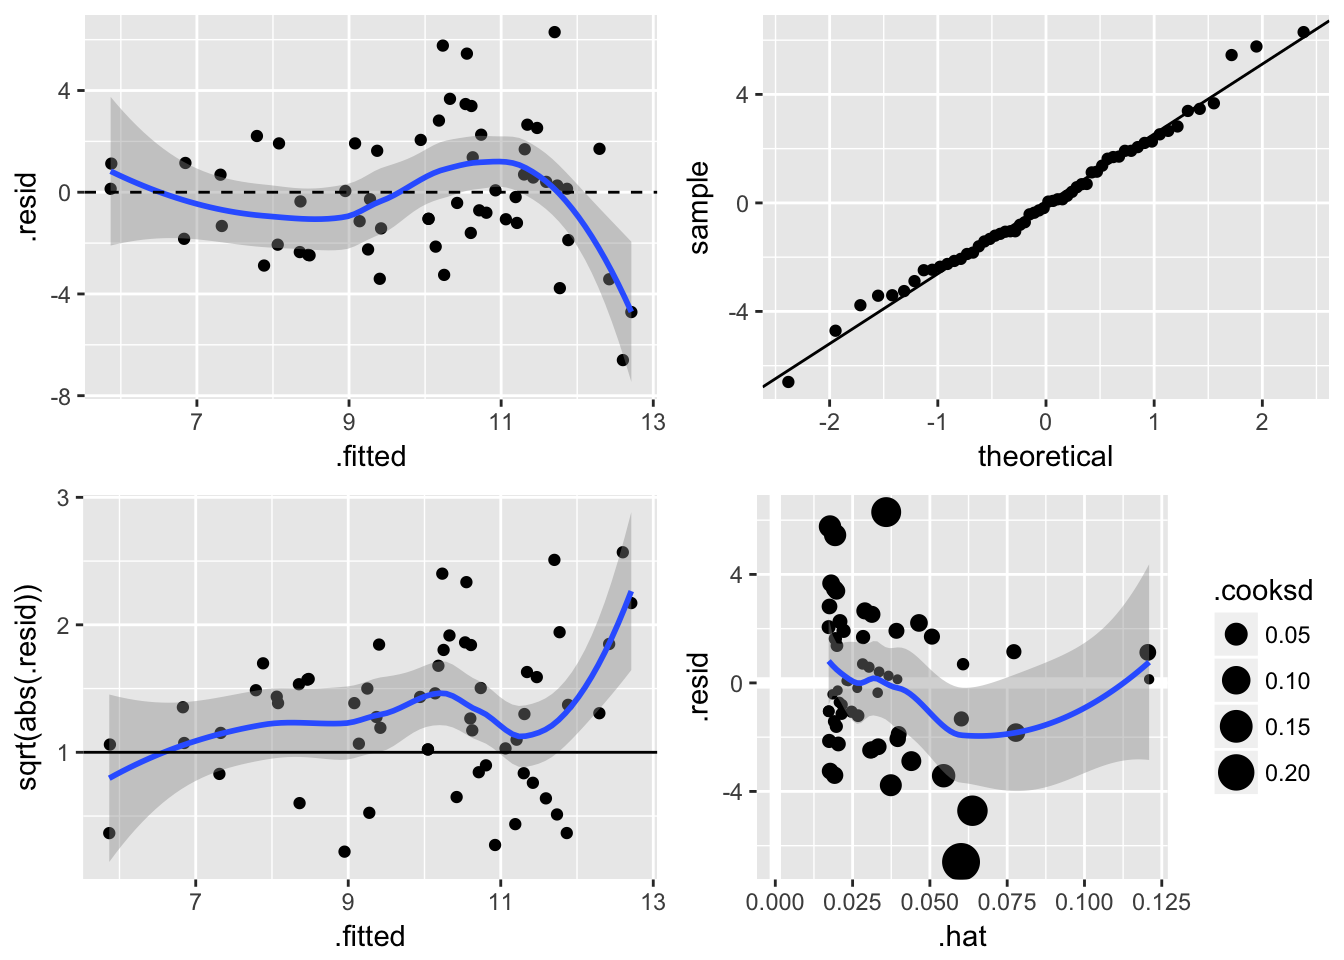 4
0
-4
-8
.resid
7 9 11 13
.fitted
4
0
-4
sample
-2 -1 0 1 2
theoretical
3
2
1
sqrt(abs(.resid))
7 9 11 13
.fitted
4
0
-4
.resid
0.000 0.025 0.050 0.075 0.100 0.125
.hat
.cooksd
0.05
0.10
0.15
0.20